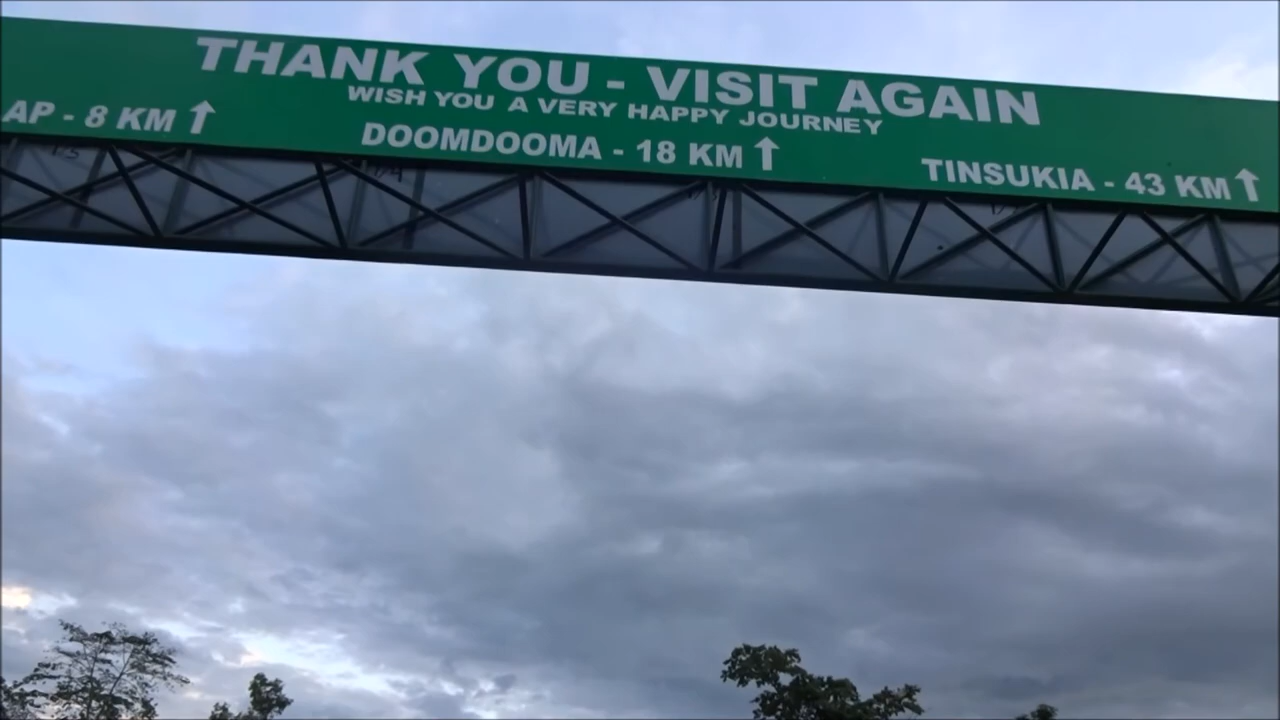 THANK YOU - VISIT AGAIN
WISH YOU A VERY HAPPY JOURNEY
AP - 8 KM ↑ DOOMDOOMA - 18 KM ↑ TINSUKIA - 43 KM ↑